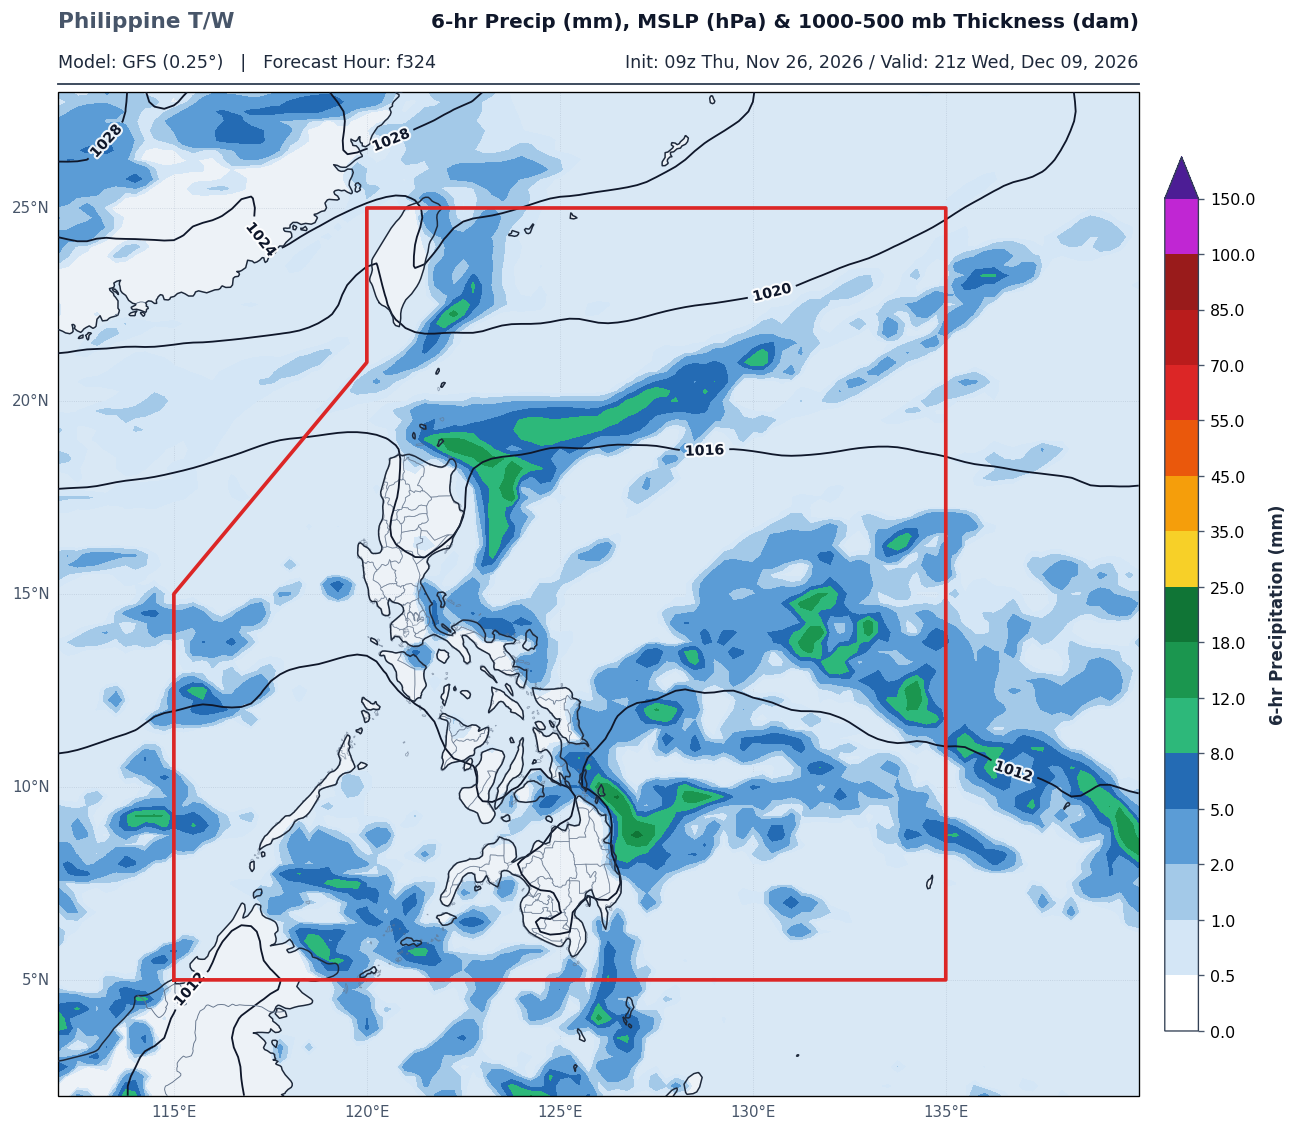 Philippine T/W
6-hr Precip (mm), MSLP (hPa) & 1000-500 mb Thickness (dam)
Model: GFS (0.25°) | Forecast Hour: f324
Init: 09z Thu, Nov 26, 2026 / Valid: 21z Wed, Dec 09, 2026
1028
1028
1024
1020
1016
1012
1012
25°N
20°N
15°N
10°N
5°N
115°E
120°E
125°E
130°E
135°E
150.0
100.0
85.0
70.0
55.0
45.0
35.0
25.0
18.0
12.0
8.0
5.0
2.0
1.0
0.5
0.0
6-hr Precipitation (mm)